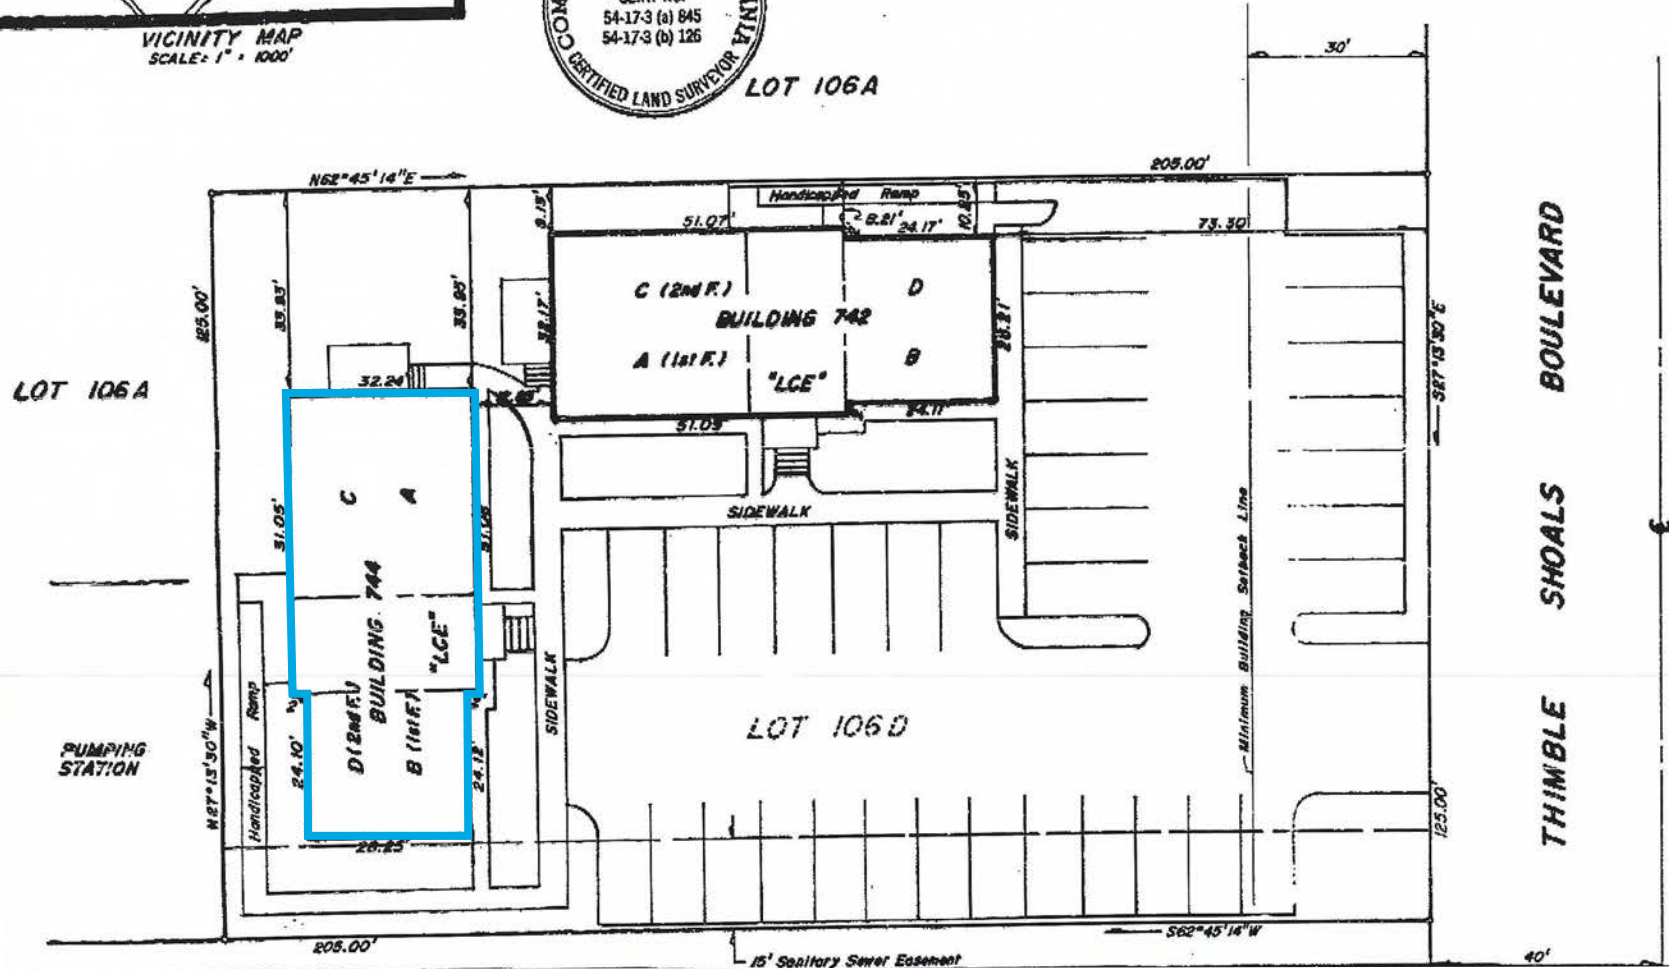 VICINITY MAP
SCALE: 1" = 1000'
54-17-3 (a) 845
54-17-3 (b) 126
CERTIFIED LAND SURVEYOR
LOT 106A
30'
N62°45'14"E
205.00'
Handicapped Ramp
9.15'
51.07'
8.21'
24.17'
10.25'
73.30'
125.00'
33.93'
33.95'
32.17'
C (2nd F.)
D
BUILDING 742
A (1st F.)
B
"LCE"
28.21'
S27°13'30"E
BOULEVARD
LOT 106A
32.24'
51.09'
24.11'
C
A
31.05'
SIDEWALK
SIDEWALK
Minimum Building Setback Line
SHOALS
BUILDING 744
"LCE"
SIDEWALK
Handicapped Ramp
D (2nd F.)
B (1st F.)
LOT 106D
PUMPING
STATION
N27°13'30"W
24.10'
24.12'
28.25'
125.00'
THIMBLE
205.00'
S62°45'14"W
15' Sanitary Sewer Easement
40'